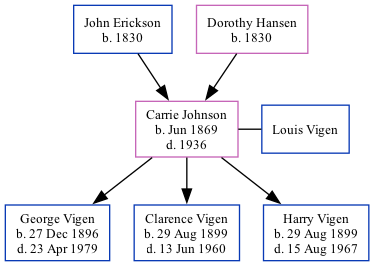 John Erickson
b. 1830
Dorothy Hansen
b. 1830
Carrie Johnson
b. Jun 1869
d. 1936
Louis Vigen
George Vigen
b. 27 Dec 1896
d. 23 Apr 1979
Clarence Vigen
b. 29 Aug 1899
d. 13 Jun 1960
Harry Vigen
b. 29 Aug 1899
d. 15 Aug 1967